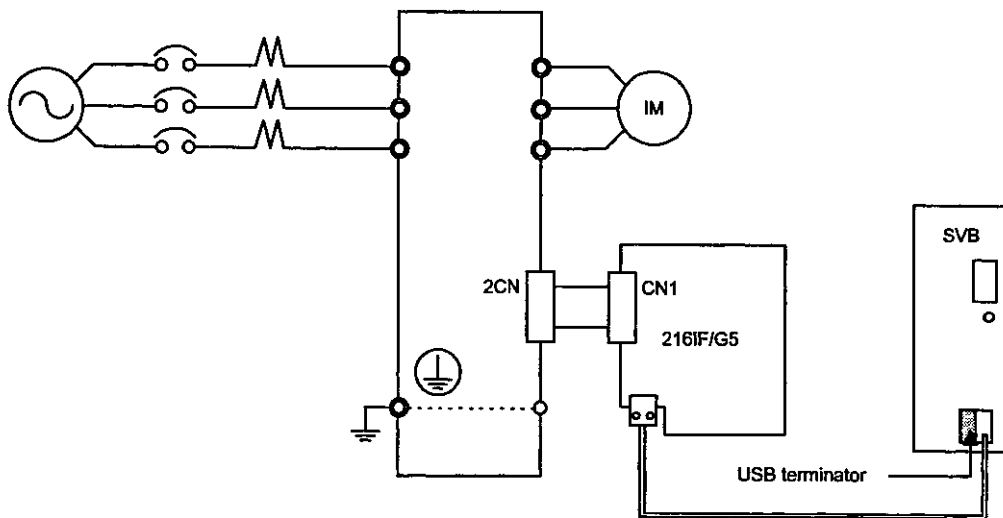 IM
SVB
2CN
CN1
216IF/G5
USB terminator